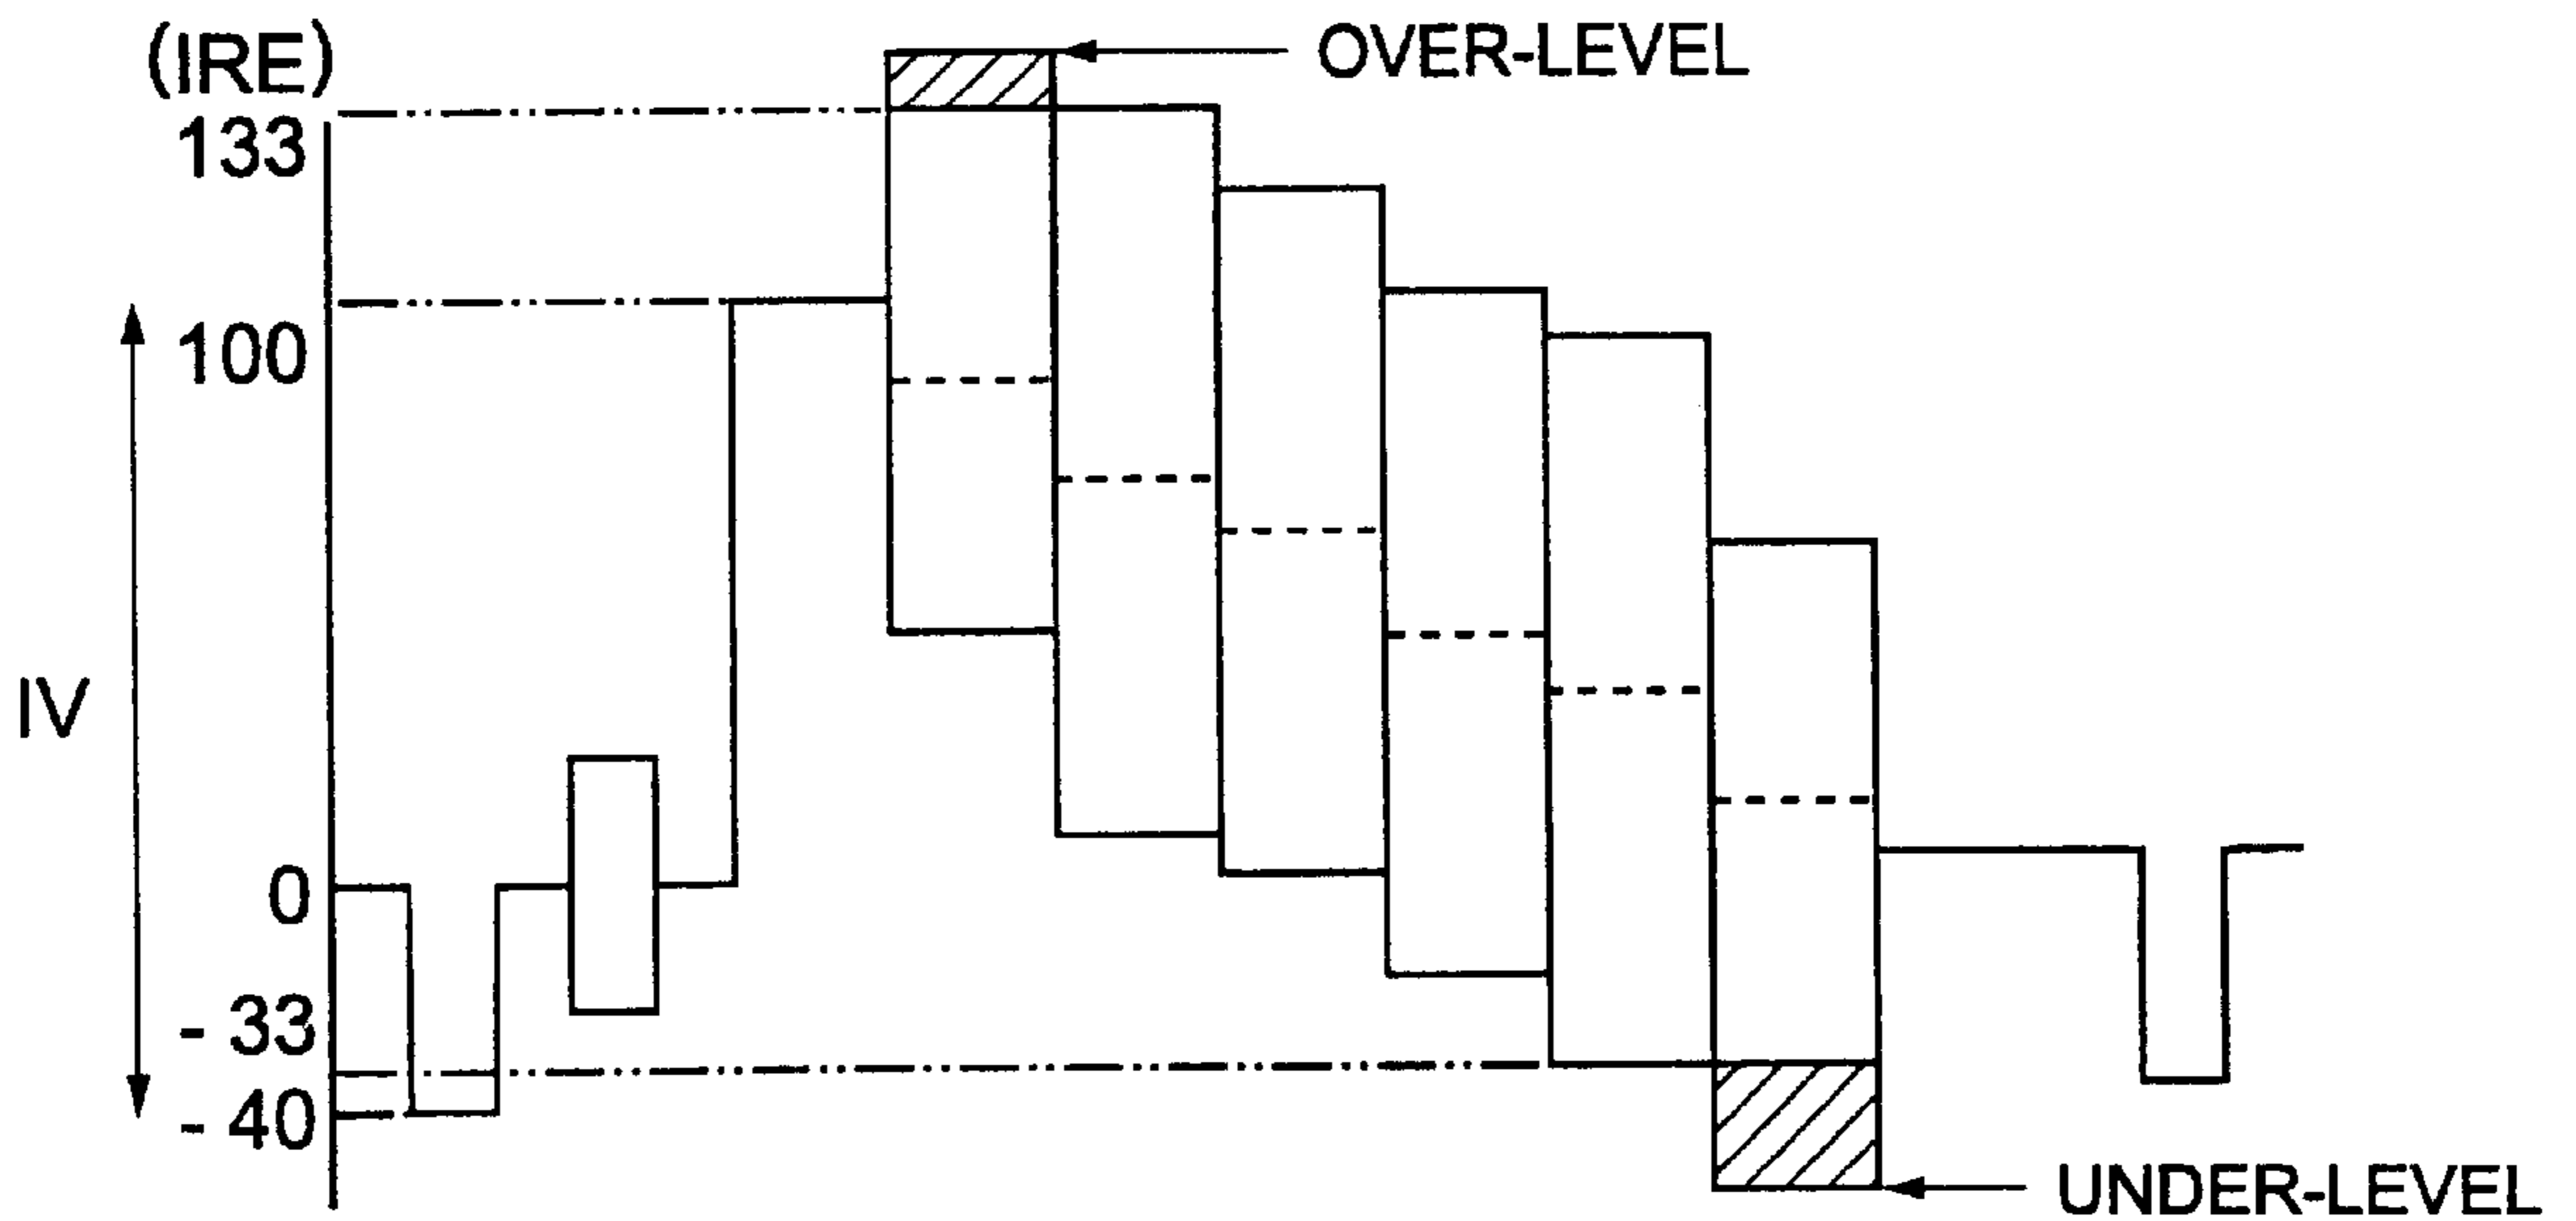 (IRE)
OVER-LEVEL
133
100
IV
0
- 33
- 40
UNDER-LEVEL